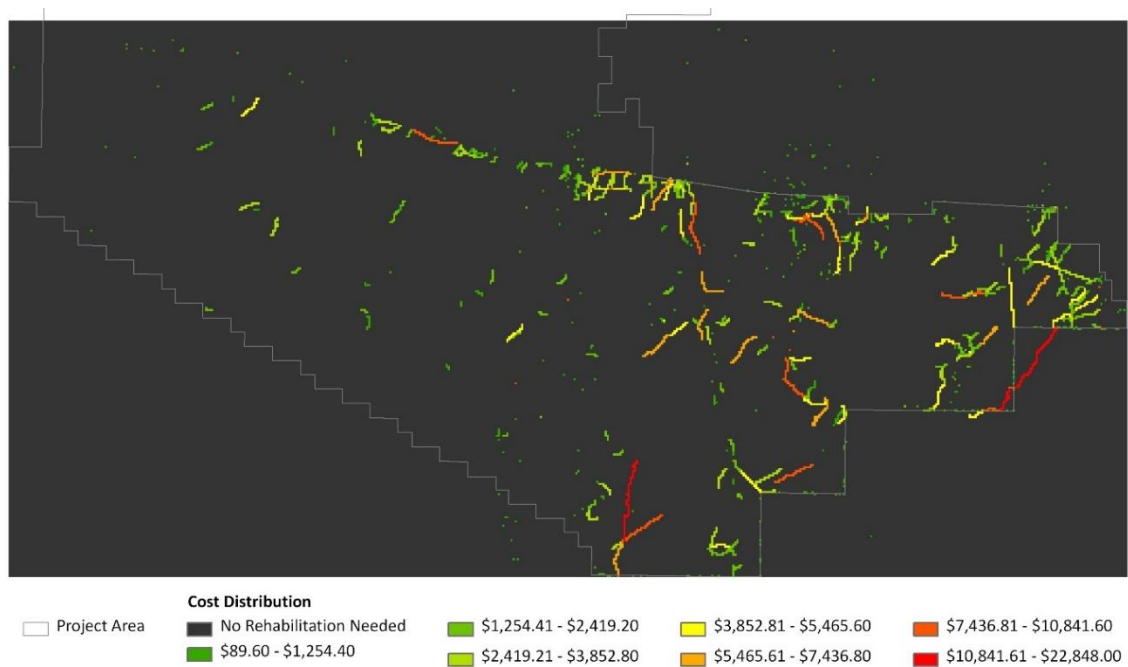 Cost Distribution
Project Area
No Rehabilitation Needed
$89.60 - $1,254.40
$1,254.41 - $2,419.20
$2,419.21 - $3,852.80
$3,852.81 - $5,465.60
$5,465.61 - $7,436.80
$7,436.81 - $10,841.60
$10,841.61 - $22,848.00